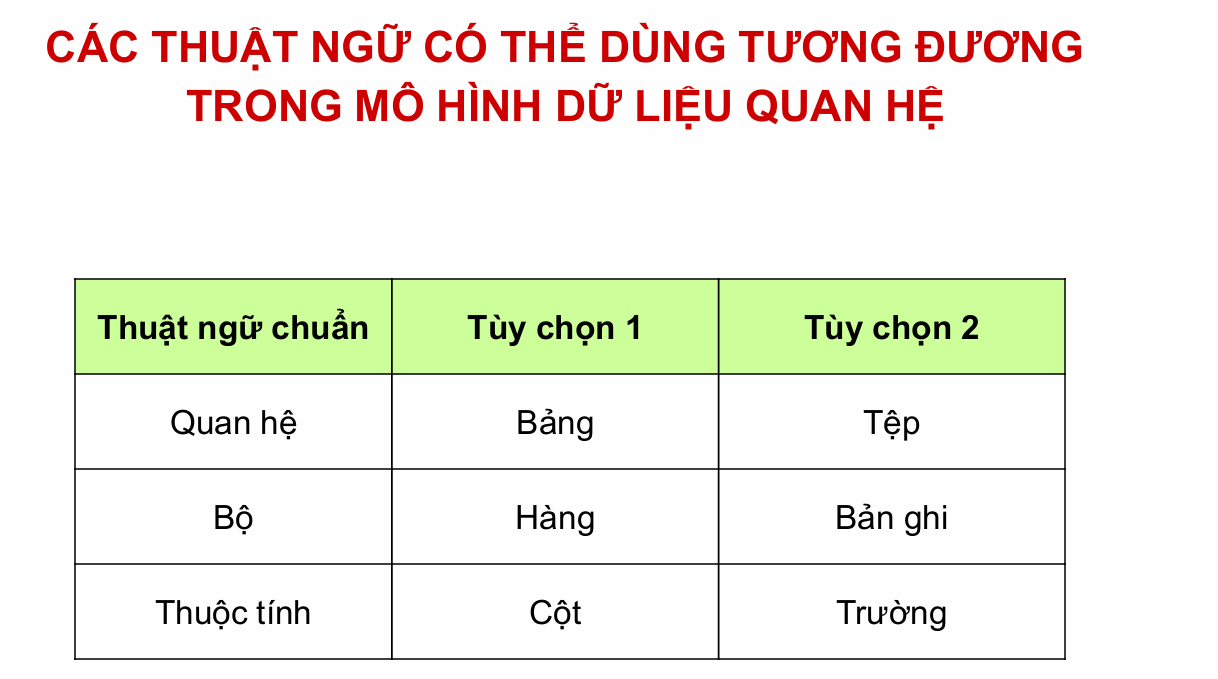 CÁC THUẬT NGỮ CÓ THỂ DÙNG TƯƠNG ĐƯƠNG
TRONG MÔ HÌNH DỮ LIỆU QUAN HỆ
Thuật ngữ chuẩn Tùy chọn 1 Tùy chọn 2
Quan hệ Bảng Tệp
Bộ Hàng Bản ghi
Thuộc tính Cột Trường